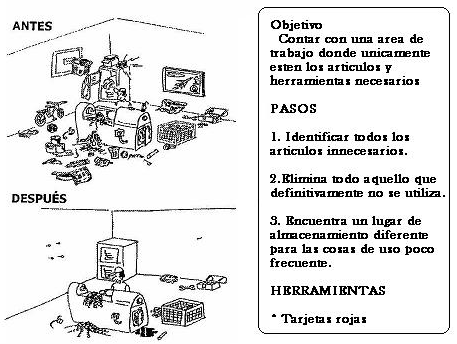 ANTES
DESPUÉS
Objetivo
Contar con una area de
trabajo donde unicamente
esten los articulos y
herramientas necesarios
PASOS
1. Identificar todos los
articulos innecesarios.
2.Elimina todo aquello que
definitivamente no se utiliza.
3. Encuentra un lugar de
almacenamiento diferente
para las cosas de uso poco
frecuente.
HERRAMIENTAS
* Tarjetas rojas